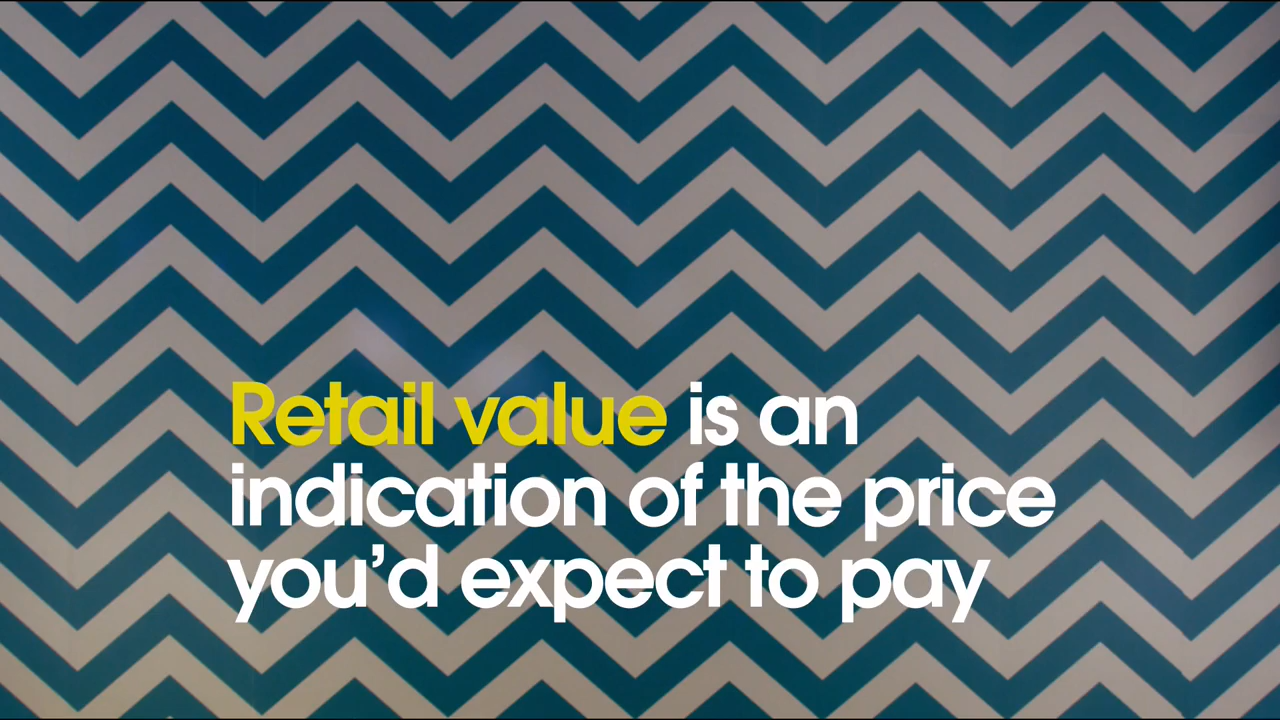 Retail value is an
indication of the price
you’d expect to pay